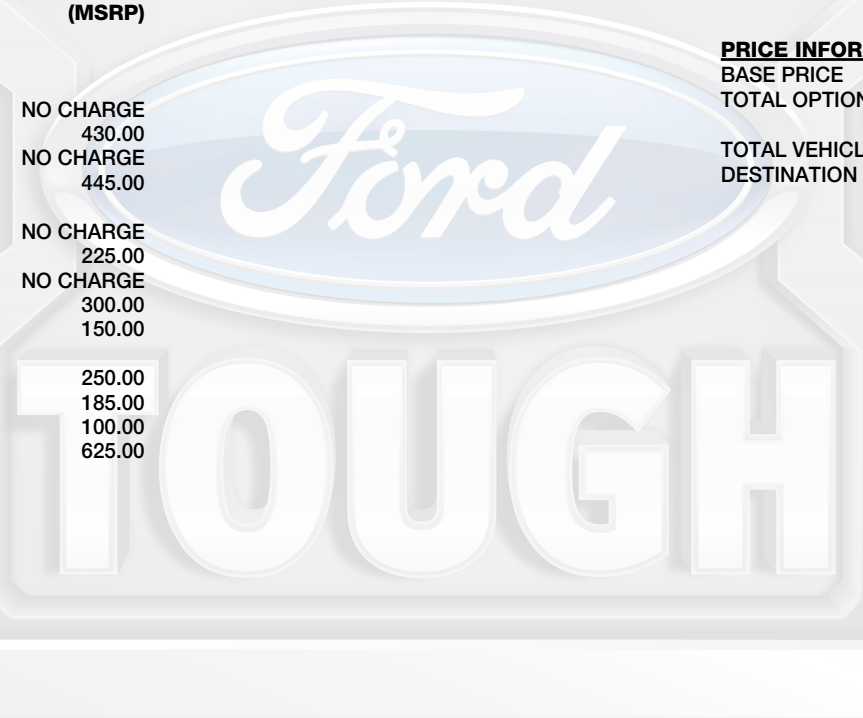 (MSRP)
NO CHARGE
430.00
NO CHARGE
445.00
NO CHARGE
225.00
NO CHARGE
300.00
150.00
250.00
185.00
100.00
625.00
PRICE INFOR
BASE PRICE
TOTAL OPTION
TOTAL VEHICL
DESTINATION
Ford
TOUGH